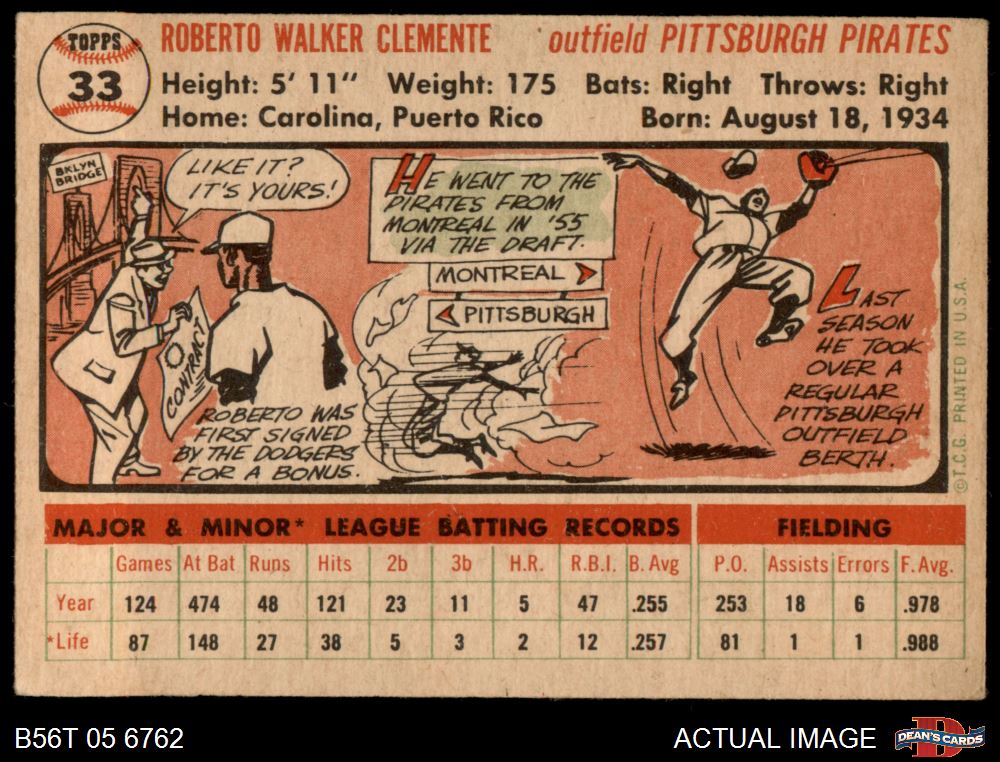 TOPPS
33
ROBERTO WALKER CLEMENTE outfield PITTSBURGH PIRATES
Height: 5' 11" Weight: 175 Bats: Right Throws: Right
Home: Carolina, Puerto Rico Born: August 18, 1934
BKLYN
BRIDGE
LIKE IT?
IT'S YOURS!
CONTRACT
ROBERTO WAS
FIRST SIGNED
BY THE DODGERS
FOR A BONUS.
HE WENT TO THE
PIRATES FROM
MONTREAL IN '55
VIA THE DRAFT.
MONTREAL
PITTSBURGH
LAST
SEASON
HE TOOK
OVER A
REGULAR
PITTSBURGH
OUTFIELD
BERTH.
© T.C.G. PRINTED IN U.S.A.
MAJOR & MINOR* LEAGUE BATTING RECORDS FIELDING
Games At Bat Runs Hits 2b 3b H.R. R.B.I. B. Avg P.O. Assists Errors F. Avg.
Year 124 474 48 121 23 11 5 47 .255 253 18 6 .978
*Life 87 148 27 38 5 3 2 12 .257 81 1 1 .988
B56T 05 6762 ACTUAL IMAGE
D
DEAN'S CARDS